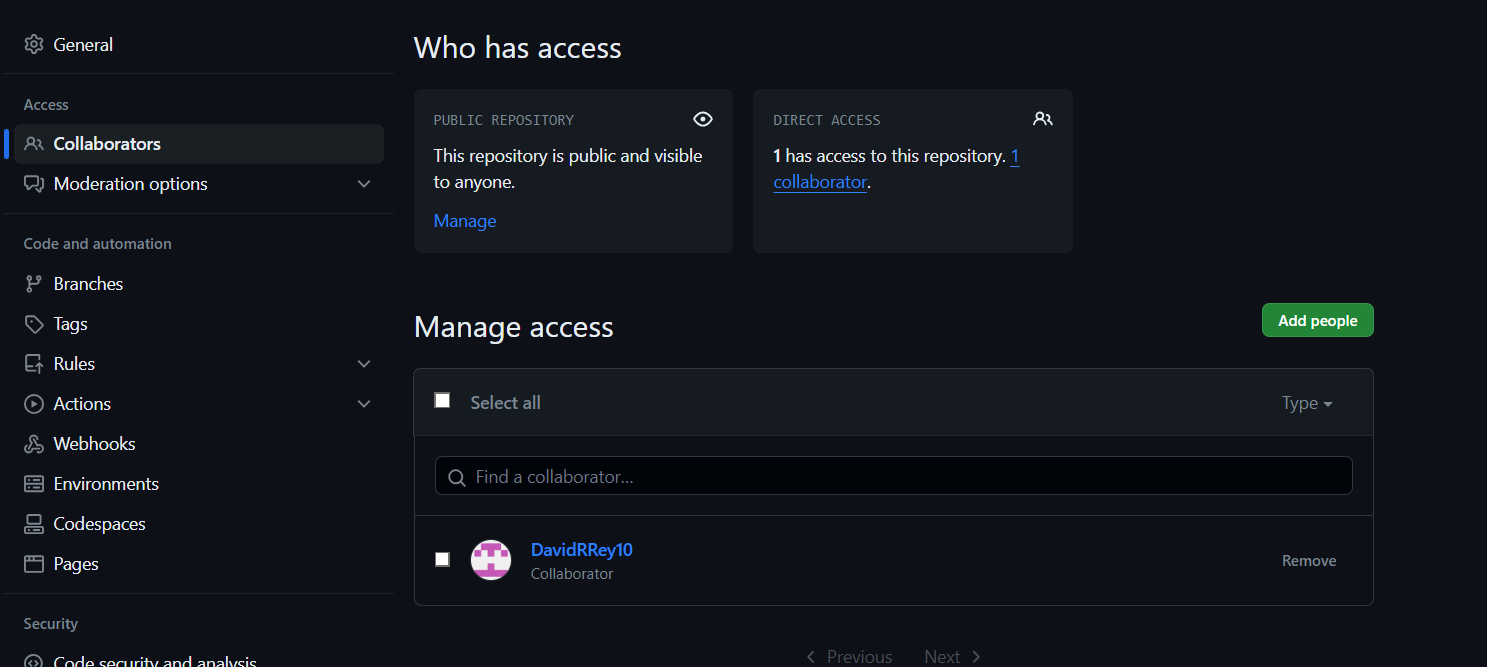 General
Access
Collaborators
Moderation options
Code and automation
Branches
Tags
Rules
Actions
Webhooks
Environments
Codespaces
Pages
Security
Code security and analysis
Who has access
PUBLIC REPOSITORY
This repository is public and visible
to anyone.
Manage
DIRECT ACCESS
1 has access to this repository. 1
collaborator.
Manage access
Add people
Select all
Type
Find a collaborator...
DavidRRey10
Collaborator
Remove
Previous Next